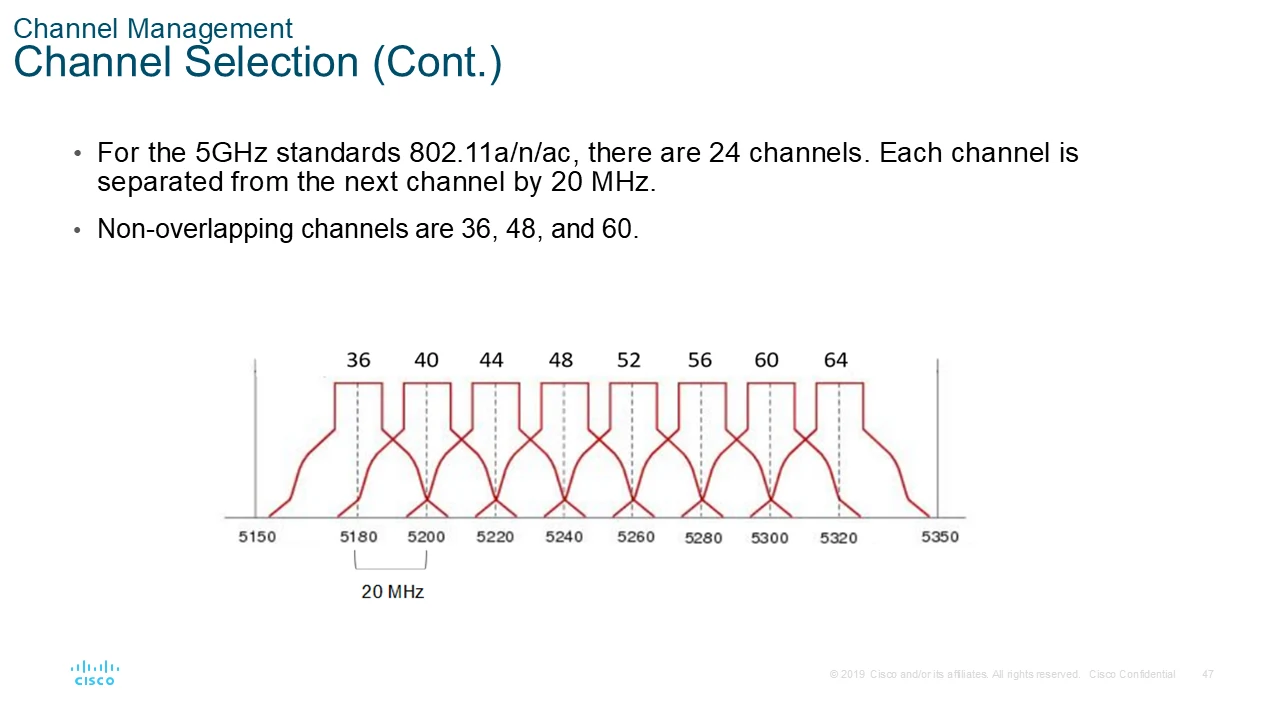 Channel Management
Channel Selection (Cont.)
• For the 5GHz standards 802.11a/n/ac, there are 24 channels. Each channel is
separated from the next channel by 20 MHz.
• Non-overlapping channels are 36, 48, and 60.
36 40 44 48 52 56 60 64
5150 5180 5200 5220 5240 5260 5280 5300 5320 5350
20 MHz
CISCO
© 2019 Cisco and/or its affiliates. All rights reserved. Cisco Confidential 47